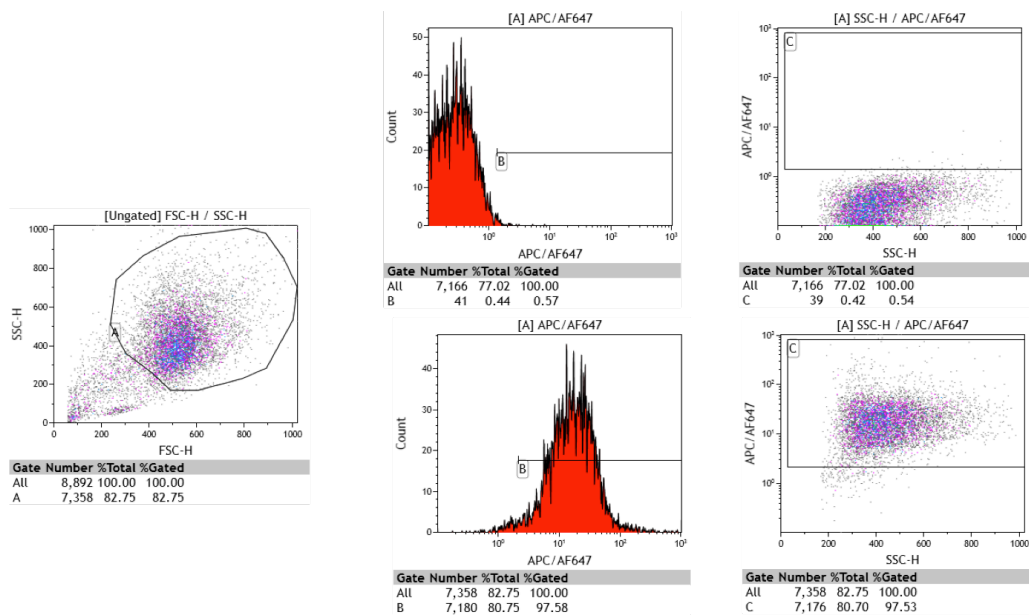 [Ungated] FSC-H / SSC-H
1000
800
600
400
200
0
SSC-H
A
0 200 400 600 800 1000
FSC-H
Gate Number %Total %Gated
All 8,892 100.00 100.00
A 7,358 82.75 82.75
[A] APC/AF647
50
40
30
20
10
0
Count
B
10⁰ 10¹ 10² 10³
APC/AF647
Gate Number %Total %Gated
All 7,166 77.02 100.00
B 41 0.44 0.57
[A] SSC-H / APC/AF647
10³
10²
10¹
10⁰
APC/AF647
C
0 200 400 600 800 1000
SSC-H
Gate Number %Total %Gated
All 7,166 77.02 100.00
C 39 0.42 0.54
[A] APC/AF647
40
30
20
10
0
Count
B
10⁰ 10¹ 10² 10³
APC/AF647
Gate Number %Total %Gated
All 7,358 82.75 100.00
B 7,180 80.75 97.58
[A] SSC-H / APC/AF647
10³
10²
10¹
10⁰
APC/AF647
C
0 200 400 600 800 1000
SSC-H
Gate Number %Total %Gated
All 7,358 82.75 100.00
C 7,176 80.70 97.53